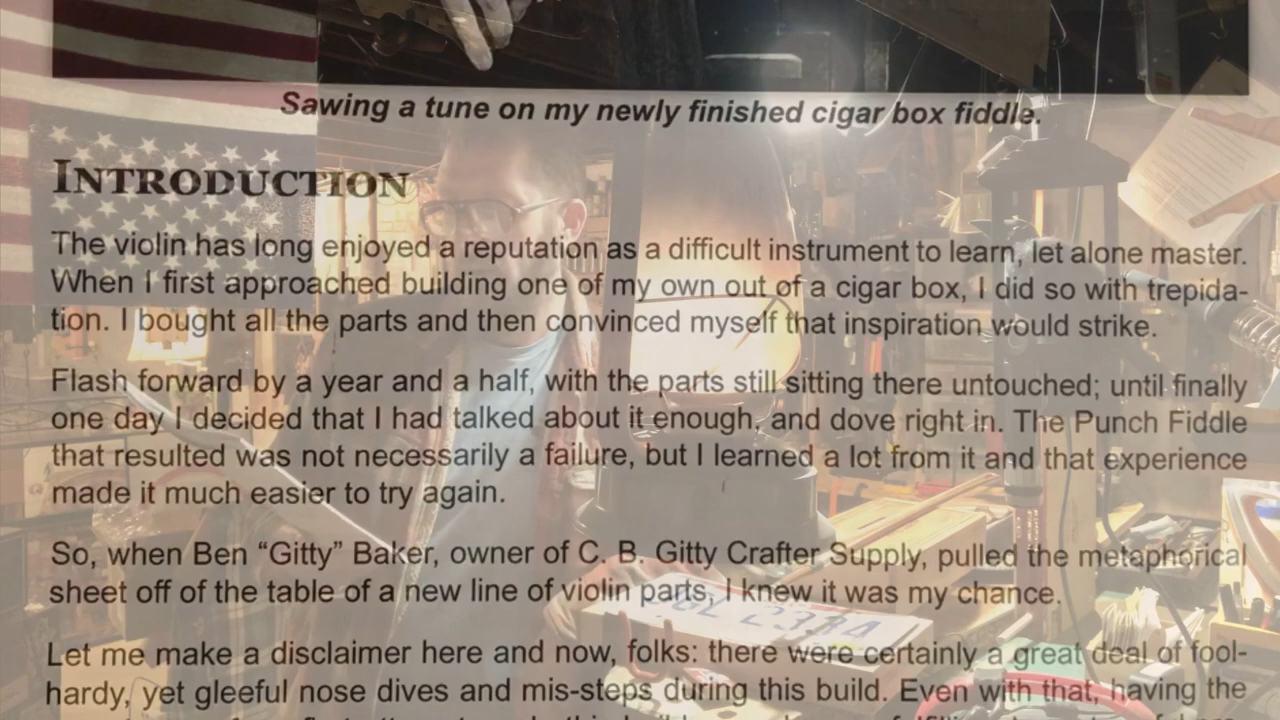 Sawing a tune on my newly finished cigar box fiddle.
INTRODUCTION
The violin has long enjoyed a reputation as a difficult instrument to learn, let alone master.
When I first approached building one of my own out of a cigar box, I did so with trepida-
tion. I bought all the parts and then convinced myself that inspiration would strike.
Flash forward by a year and a half, with the parts still sitting there untouched; until finally
one day I decided that I had talked about it enough, and dove right in. The Punch Fiddle
that resulted was not necessarily a failure, but I learned a lot from it and that experience
made it much easier to try again.
So, when Ben “Gitty” Baker, owner of C. B. Gitty Crafter Supply, pulled the metaphorical
sheet off of the table of a new line of violin parts, I knew it was my chance.
Let me make a disclaimer here and now, folks: there were certainly a great deal of fool-
hardy, yet gleeful nose dives and mis-steps during this build. Even with that, having the